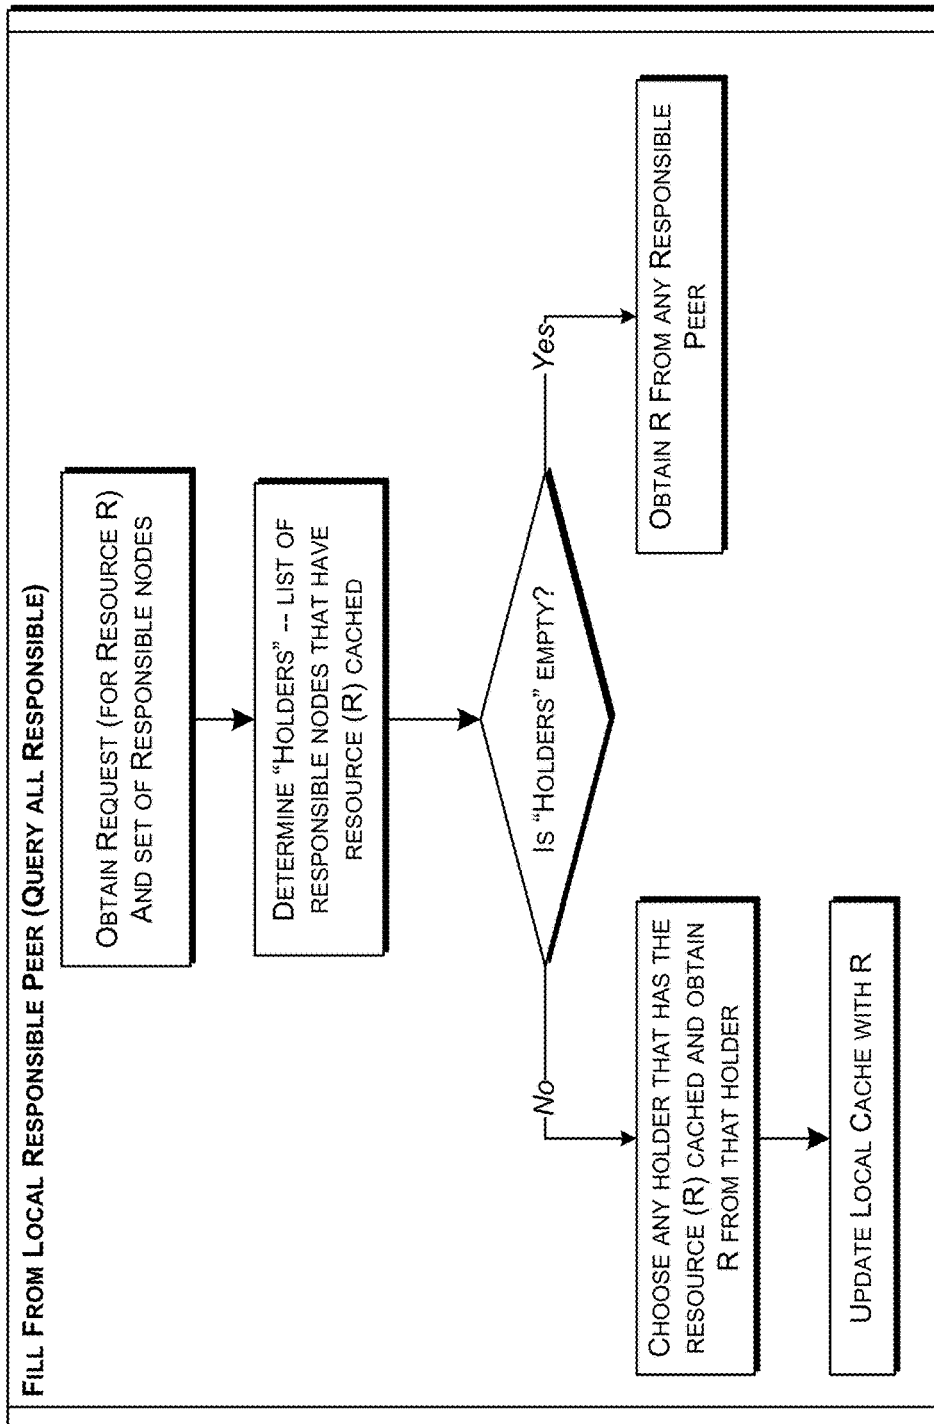 FILL FROM LOCAL RESPONSIBLE PEER (QUERY ALL RESPONSIBLE)
OBTAIN REQUEST (FOR RESOURCE R)
AND SET OF RESPONSIBLE NODES
DETERMINE “HOLDERS” -- LIST OF
RESPONSIBLE NODES THAT HAVE
RESOURCE (R) CACHED
IS “HOLDERS” EMPTY?
No
Yes
CHOOSE ANY HOLDER THAT HAS THE
RESOURCE (R) CACHED AND OBTAIN
R FROM THAT HOLDER
UPDATE LOCAL CACHE WITH R
OBTAIN R FROM ANY RESPONSIBLE
PEER